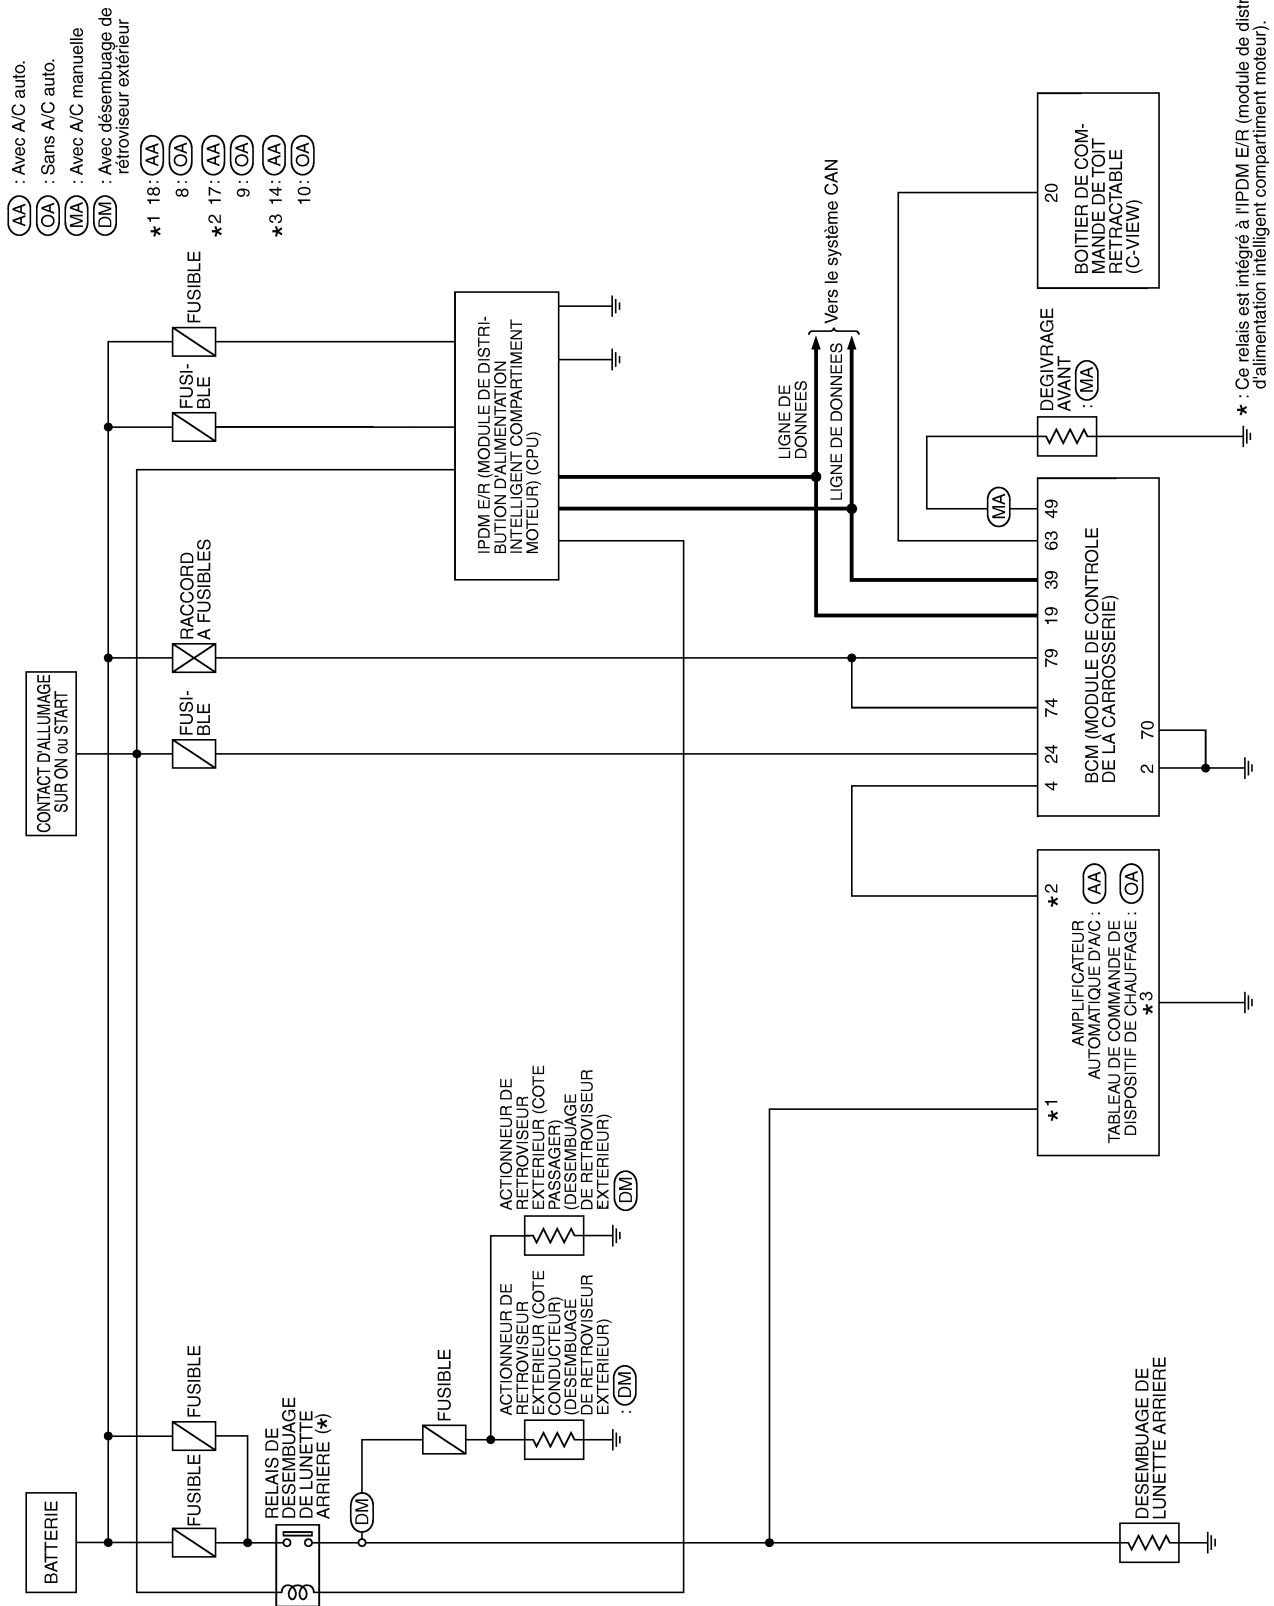 BATTERIE
CONTACT D'ALLUMAGE
SUR ON ou START
AA : Avec A/C auto.
OA : Sans A/C auto.
MA : Avec A/C manuelle
DM : Avec désembuage de
rétroviseur extérieur
*1 18: AA
8: OA
*2 17: AA
9: OA
*3 14: AA
10: OA
FUSIBLE
FUSIBLE
FUSI-
BLE
RACCORD
A FUSIBLES
FUSI-
BLE
FUSIBLE
RELAIS DE
DESEMBUAGE
DE LUNETTE
ARRIERE (*)
DM
FUSIBLE
ACTIONNEUR DE
RETROVISEUR
EXTERIEUR (COTE
CONDUCTEUR)
(DESEMBUAGE
DE RETROVISEUR
EXTERIEUR)
: DM
ACTIONNEUR DE
RETROVISEUR
EXTERIEUR (COTE
PASSAGER)
(DESEMBUAGE
DE RETROVISEUR
EXTERIEUR)
DM
IPDM E/R (MODULE DE DISTRI-
BUTION D'ALIMENTATION
INTELLIGENT COMPARTIMENT
MOTEUR) (CPU)
LIGNE DE
DONNEES
LIGNE DE DONNEES
Vers le système CAN
DESEMBUAGE DE
LUNETTE ARRIERE
*1
*2
AMPLIFICATEUR
AUTOMATIQUE D'A/C : AA
TABLEAU DE COMMANDE DE
DISPOSITIF DE CHAUFFAGE : OA
*3
4
24
74
79
19
39
63
49
MA
BCM (MODULE DE CONTROLE
DE LA CARROSSERIE)
2
70
DEGIVRAGE
AVANT
: MA
20
BOITIER DE COM-
MANDE DE TOIT
RETRACTABLE
(C-VIEW)
* : Ce relais est intégré à l'IPDM E/R (module de
d'alimentation intelligent compartiment moteur).